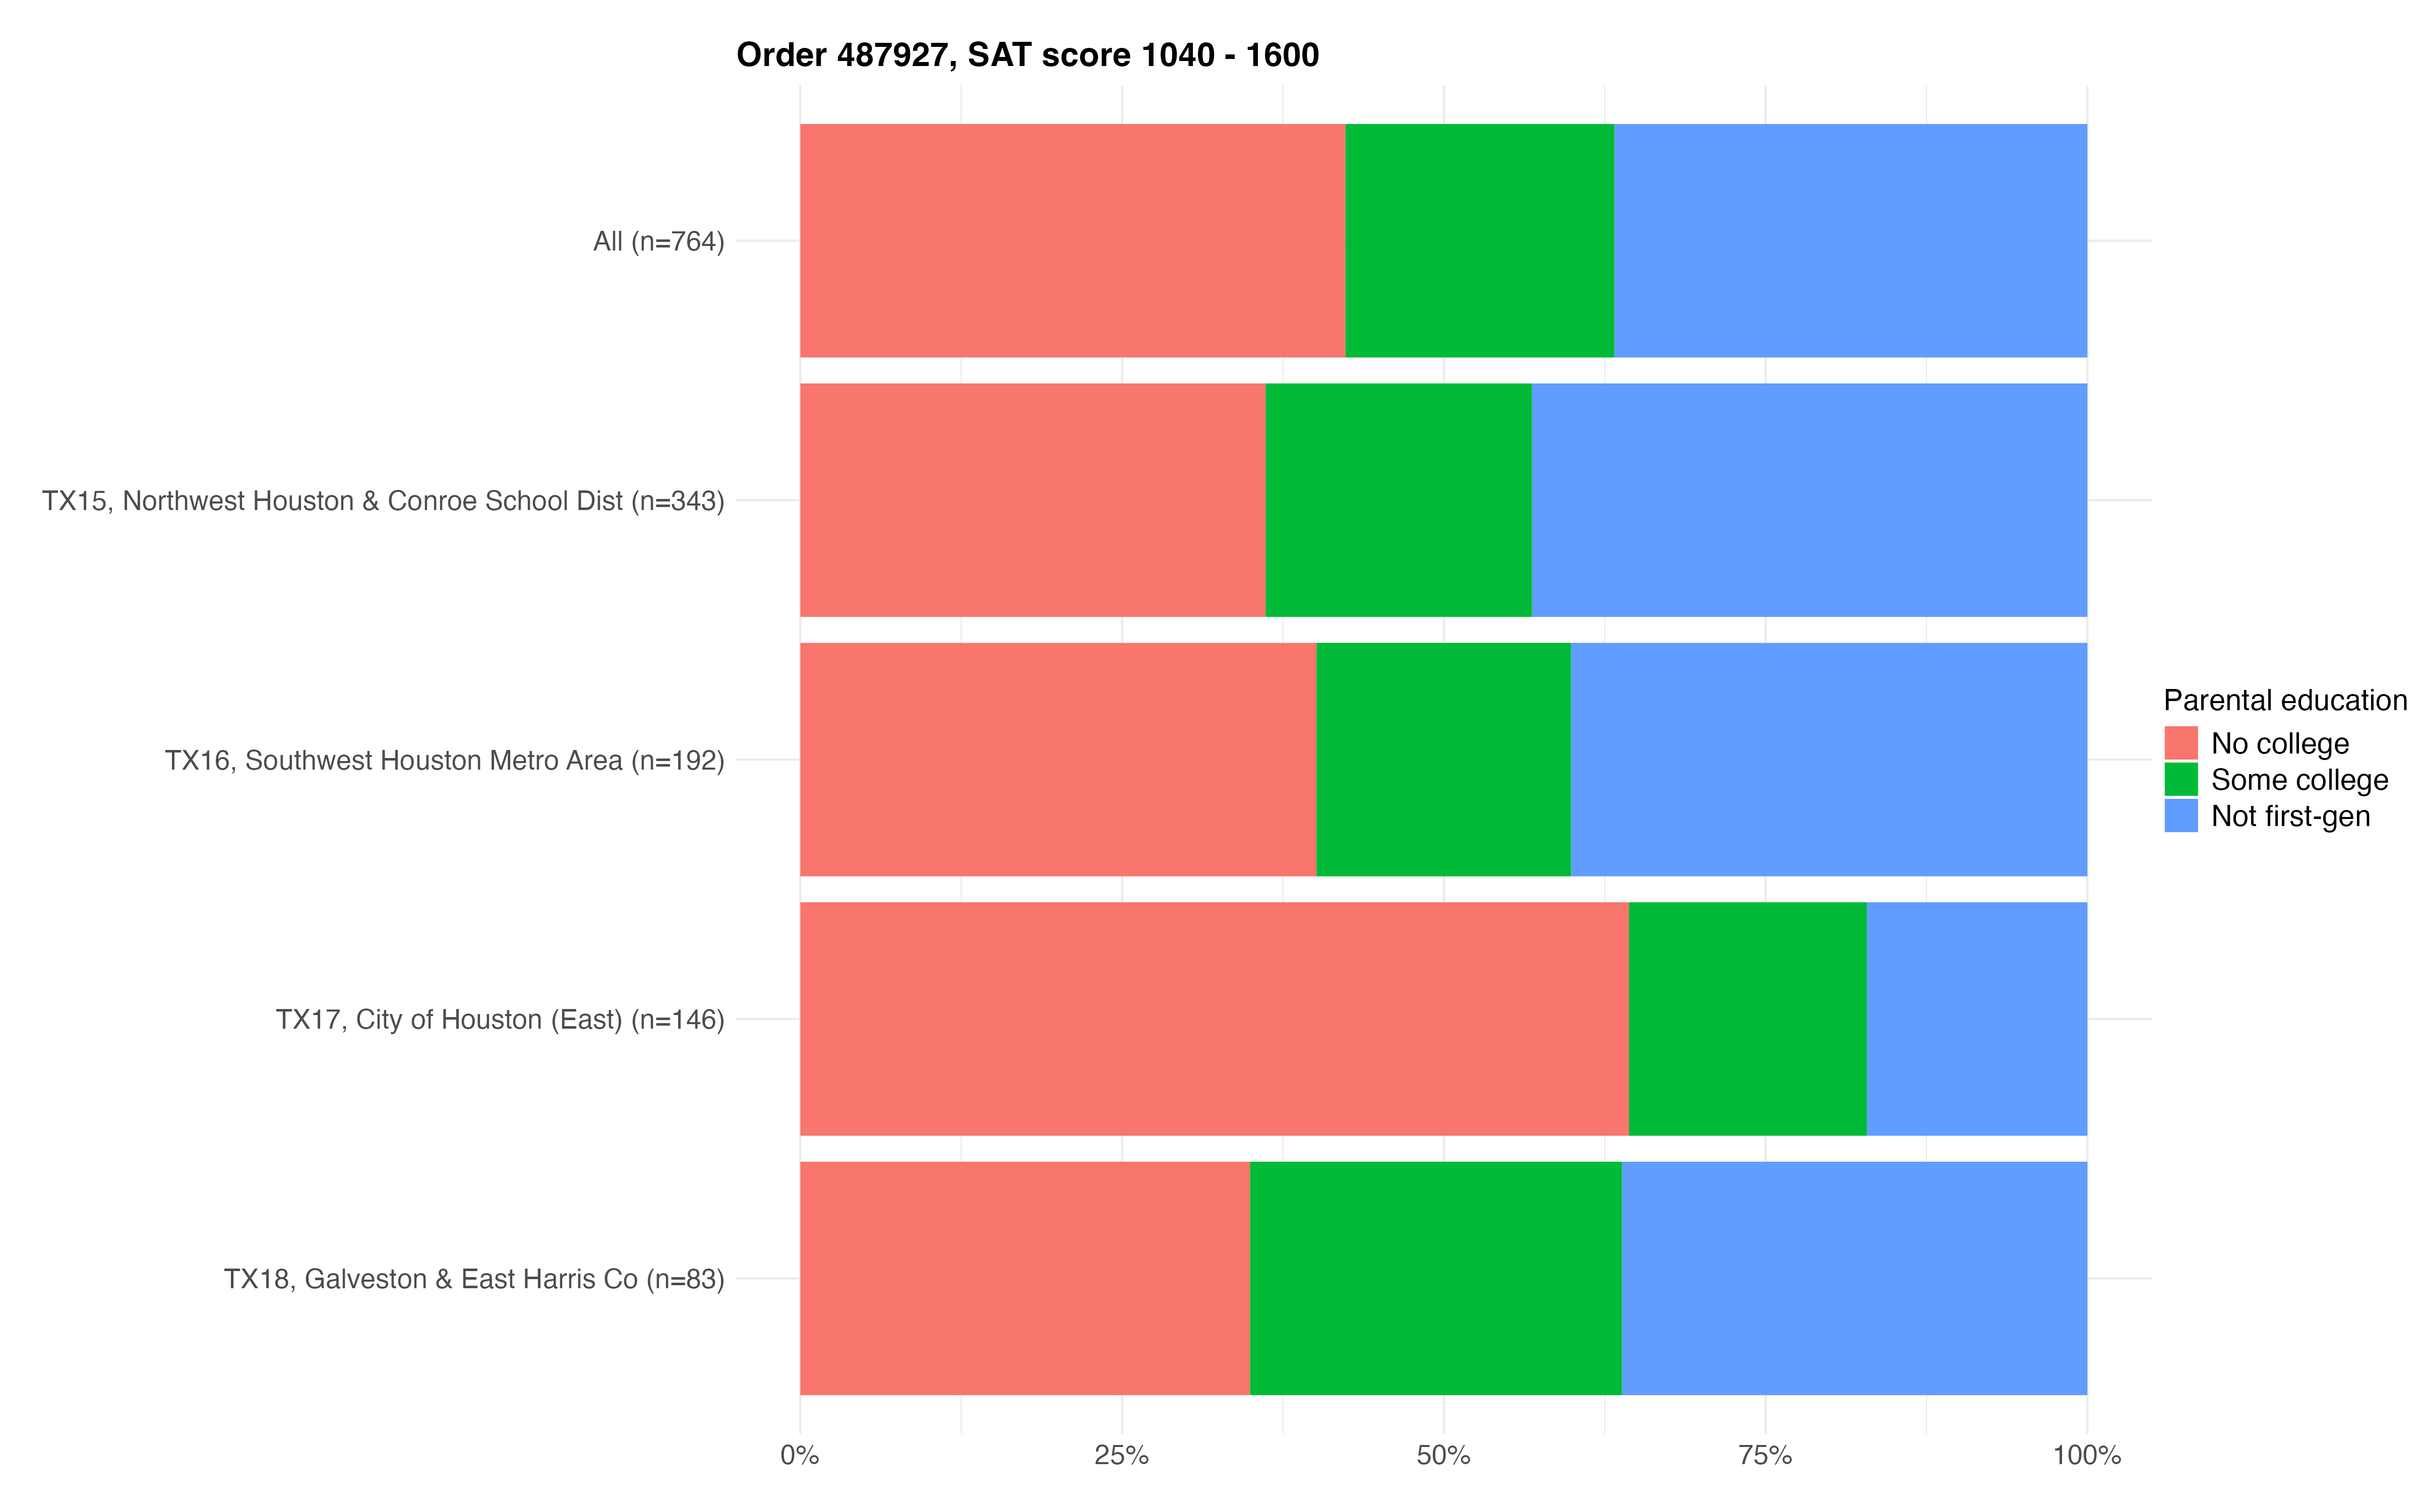 Order 487927, SAT score 1040 - 1600
All (n=764)
TX15, Northwest Houston & Conroe School Dist (n=343)
TX16, Southwest Houston Metro Area (n=192)
TX17, City of Houston (East) (n=146)
TX18, Galveston & East Harris Co (n=83)
0% 25% 50% 75% 100%
Parental education
No college
Some college
Not first-gen